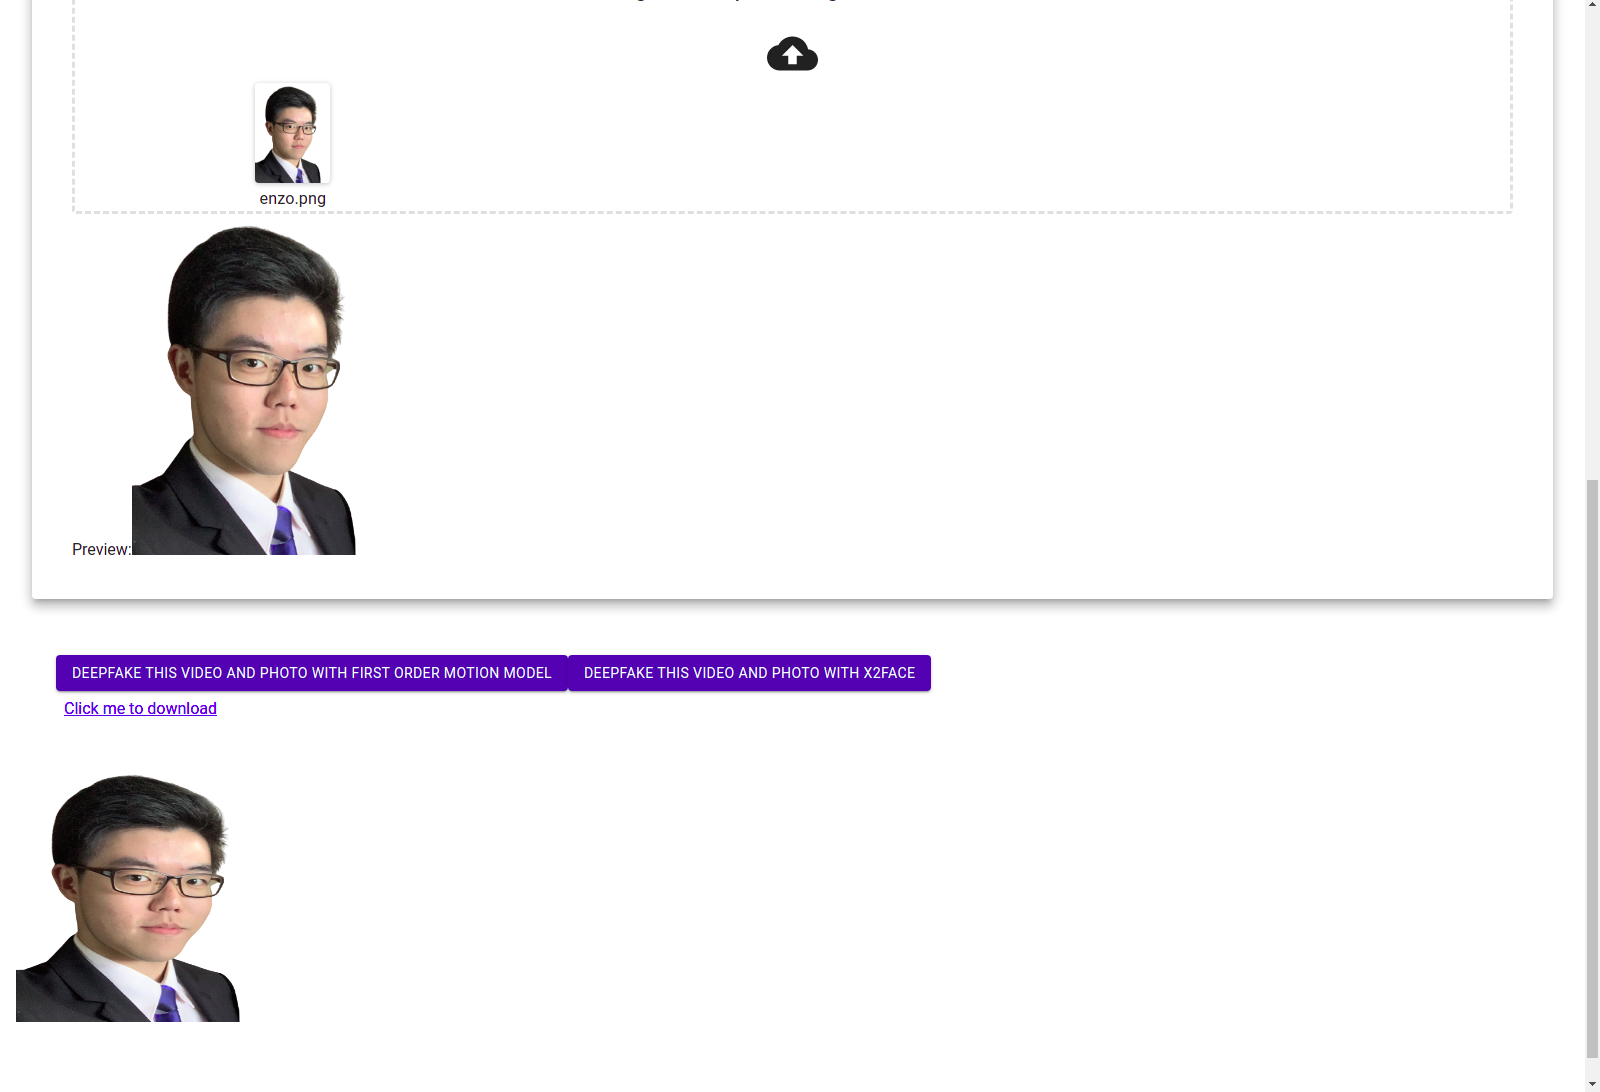 enzo.png
Preview:
DEEPFAKE THIS VIDEO AND PHOTO WITH FIRST ORDER MOTION MODEL DEEPFAKE THIS VIDEO AND PHOTO WITH X2FACE
Click me to download